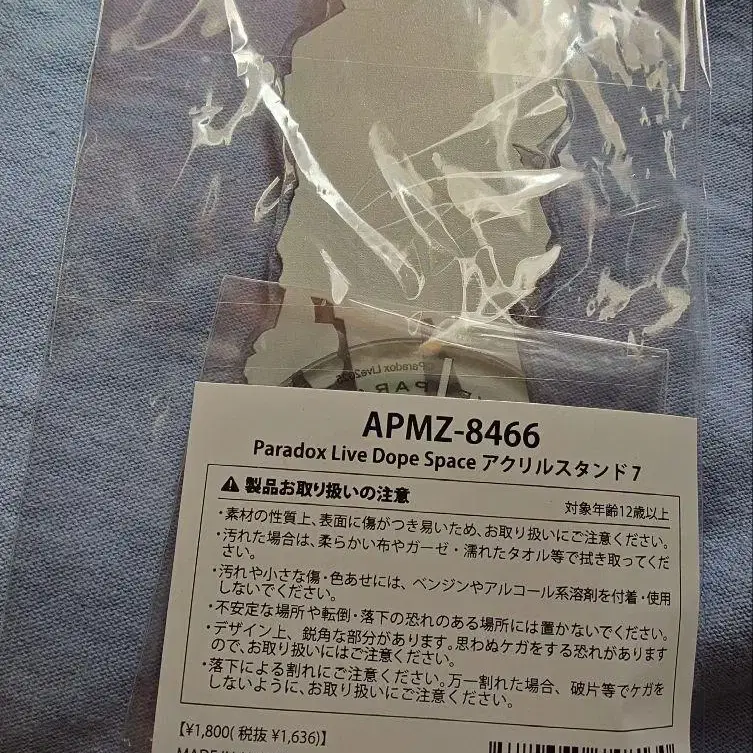 Paradox Live2025
PAR
APMZ-8466
Paradox Live Dope Space アクリルスタンド7
⚠ 製品お取り扱いの注意
対象年齢12歳以上
・素材の性質上、表面に傷がつき易いため、お取り扱いにご注意ください。
・汚れた場合は、柔らかい布やガーゼ・濡れたタオル等で拭き取ってくだ
さい。
・汚れや小さな傷・色あせには、ベンジンやアルコール系溶剤を付着・使用
しないでください。
・不安定な場所や転倒・落下の恐れのある場所には置かないでください。
・デザイン上、鋭角な部分があります。思わぬケガをする恐れがあります
ので、お取り扱いにはご注意ください。
・落下による割れにご注意ください。万一割れた場合、破片等でケガを
しないように、お取り扱いにご注意ください。
【¥1,800(税抜 ¥1,636)】
MADE IN